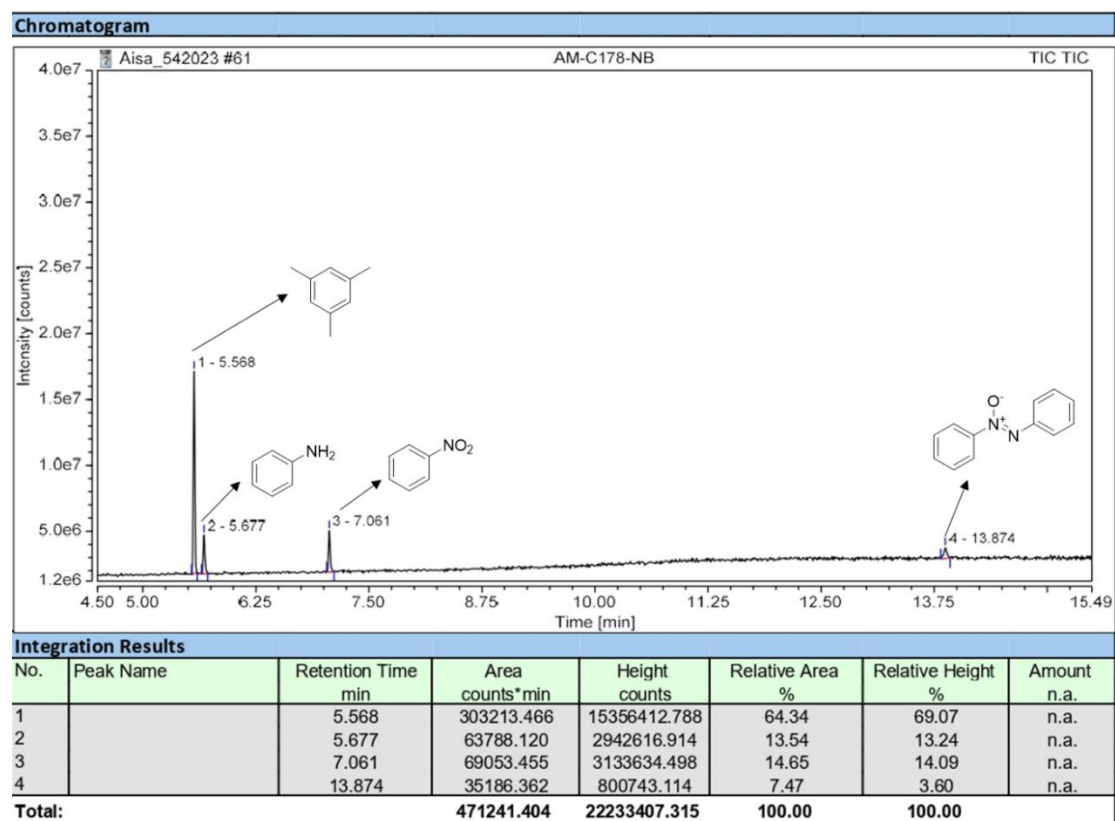 Chromatogram
Aisa_542023 #61 AM-C178-NB TIC TIC
4.0e7
3.5e7
3.0e7
2.5e7
2.0e7
1.5e7
1.0e7
5.0e6
1.2e6
Intensity [counts]
1 - 5.568
2 - 5.677
NH2
3 - 7.061
NO2
4 - 13.874
O-
N+
N
4.50 5.00 6.25 7.50 8.75 10.00 11.25 12.50 13.75 15.49
Time [min]
Integration Results
No. Peak Name Retention Time Area Height Relative Area Relative Height Amount
min counts*min counts % % n.a.
1 5.568 303213.466 15356412.788 64.34 69.07 n.a.
2 5.677 63788.120 2942616.914 13.54 13.24 n.a.
3 7.061 69053.455 3133634.498 14.65 14.09 n.a.
4 13.874 35186.362 800743.114 7.47 3.60 n.a.
Total: 471241.404 22233407.315 100.00 100.00